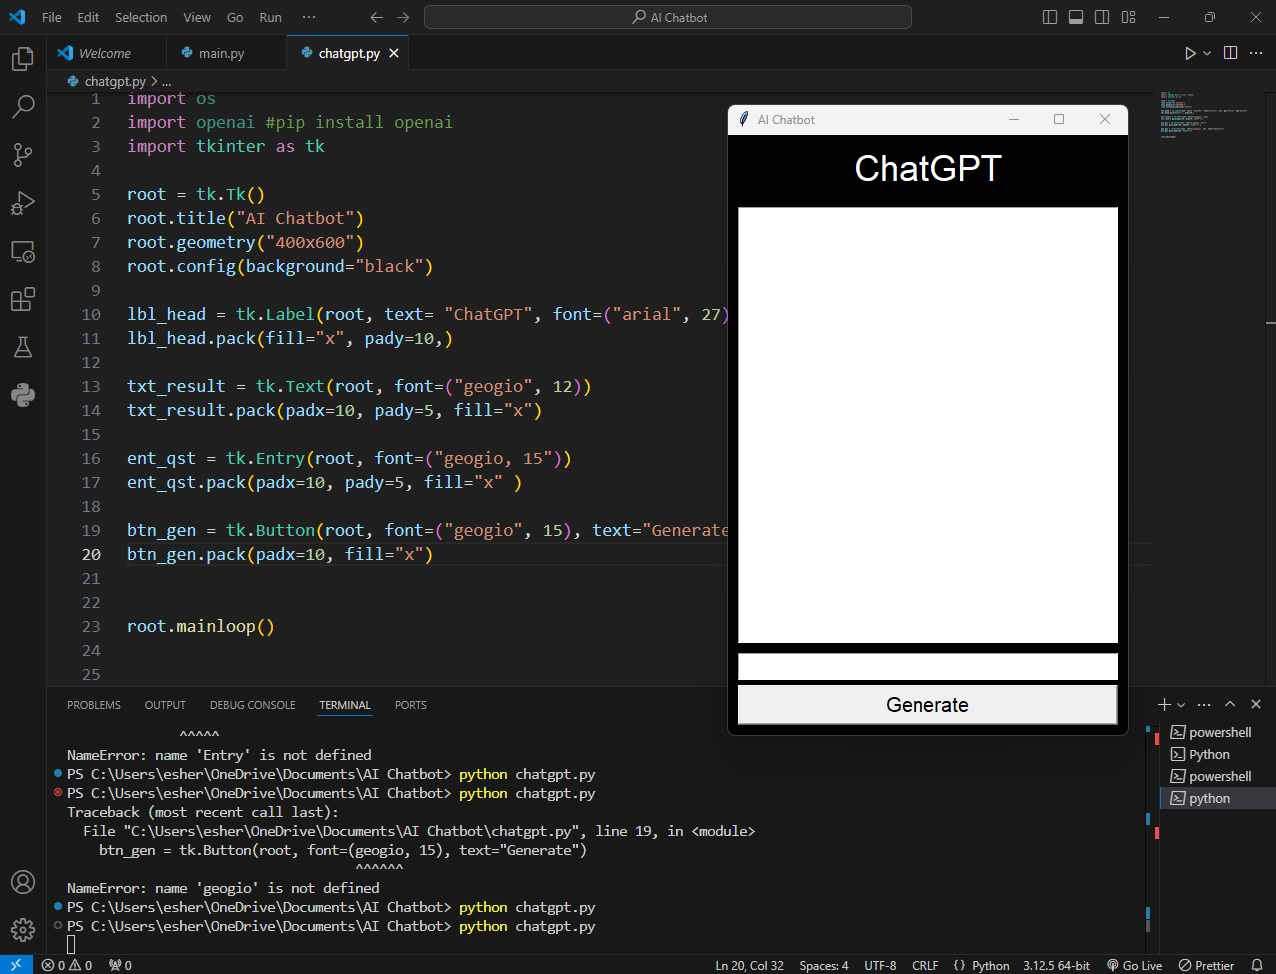 File Edit Selection View Go Run ··· AI Chatbot
Welcome main.py chatgpt.py
chatgpt.py > ...
1 import os
2 import openai #pip install openai
3 import tkinter as tk
4
5 root = tk.Tk()
6 root.title("AI Chatbot")
7 root.geometry("400x600")
8 root.config(background="black")
9
10 lbl_head = tk.Label(root, text= "ChatGPT", font=("arial", 27)
11 lbl_head.pack(fill="x", pady=10,)
12
13 txt_result = tk.Text(root, font=("geogio", 12))
14 txt_result.pack(padx=10, pady=5, fill="x")
15
16 ent_qst = tk.Entry(root, font=("geogio, 15"))
17 ent_qst.pack(padx=10, pady=5, fill="x" )
18
19 btn_gen = tk.Button(root, font=("geogio", 15), text="Generate
20 btn_gen.pack(padx=10, fill="x")
21
22
23 root.mainloop()
24
25
AI Chatbot
ChatGPT
Generate
PROBLEMS OUTPUT DEBUG CONSOLE TERMINAL PORTS
^^^^^
NameError: name 'Entry' is not defined
PS C:\Users\esher\OneDrive\Documents\AI Chatbot> python chatgpt.py
PS C:\Users\esher\OneDrive\Documents\AI Chatbot> python chatgpt.py
Traceback (most recent call last):
File "C:\Users\esher\OneDrive\Documents\AI Chatbot\chatgpt.py", line 19, in <module>
btn_gen = tk.Button(root, font=(geogio, 15), text="Generate")
^^^^^^
NameError: name 'geogio' is not defined
PS C:\Users\esher\OneDrive\Documents\AI Chatbot> python chatgpt.py
PS C:\Users\esher\OneDrive\Documents\AI Chatbot> python chatgpt.py
powershell
Python
powershell
python
0 0 0 Ln 20, Col 32 Spaces: 4 UTF-8 CRLF { } Python 3.12.5 64-bit Go Live Prettier